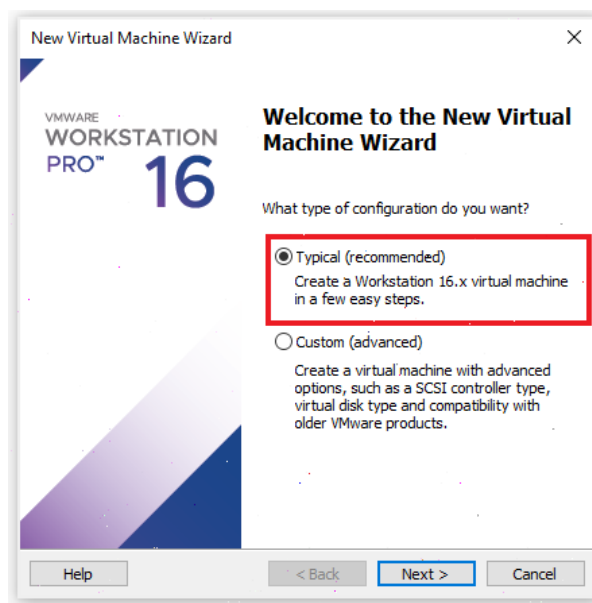 New Virtual Machine Wizard
VMWARE
WORKSTATION
PRO™ 16
Welcome to the New Virtual
Machine Wizard
What type of configuration do you want?
Typical (recommended)
Create a Workstation 16.x virtual machine
in a few easy steps.
Custom (advanced)
Create a virtual machine with advanced
options, such as a SCSI controller type,
virtual disk type and compatibility with
older VMware products.
Help
< Back
Next >
Cancel